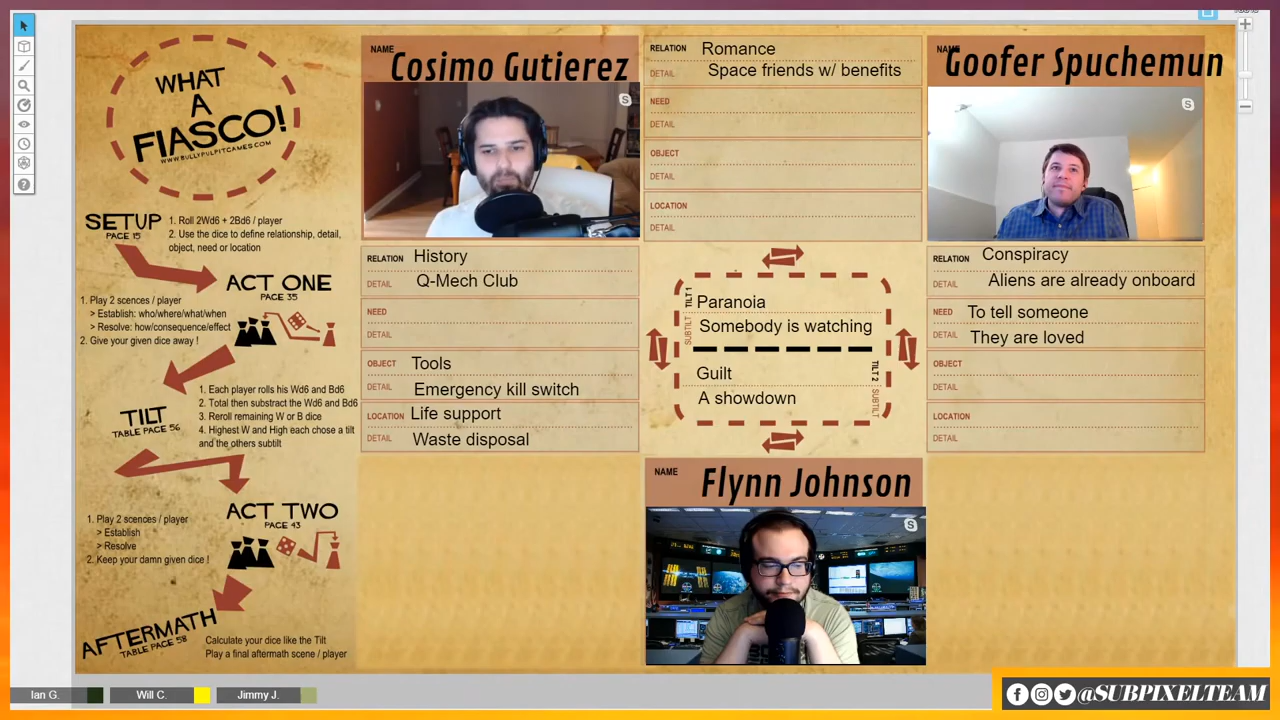 WHAT
A
FIASCO!
WWW.BULLYPULPITGAMES.COM
SETUP
PAGE 15
1. Roll 2Wd6 + 2Bd6 / player
2. Use the dice to define relationship, detail,
object, need or location
ACT ONE
PAGE 35
1. Play 2 scences / player
> Establish: who/where/what/when
> Resolve: how/consequence/effect
2. Give your given dice away !
TILT
TABLE PAGE 56
1. Each player rolls his Wd6 and Bd6
2. Total then substract the Wd6 and Bd6
3. Reroll remaining W or B dice
4. Highest W and High each chose a tilt
and the others subtilt
ACT TWO
PAGE 43
1. Play 2 scences / player
> Establish
> Resolve
2. Keep your damn given dice !
AFTERMATH
TABLE PAGE 58
Calculate your dice like the Tilt
Play a final aftermath scene / player
NAME
Cosimo Gutierez
RELATION Romance
DETAIL Space friends w/ benefits
NEED
DETAIL
OBJECT
DETAIL
LOCATION
DETAIL
NAME
Goofer Spuchemun
RELATION History
DETAIL Q-Mech Club
NEED
DETAIL
OBJECT Tools
DETAIL Emergency kill switch
LOCATION Life support
DETAIL Waste disposal
TILT 1 Paranoia
SUBTILT Somebody is watching
Guilt TILT 2
A showdown SUBTILT
RELATION Conspiracy
DETAIL Aliens are already onboard
NEED To tell someone
DETAIL They are loved
OBJECT
DETAIL
LOCATION
DETAIL
NAME
Flynn Johnson
Ian G.
Will C.
Jimmy J.
@SUBPIXELTEAM